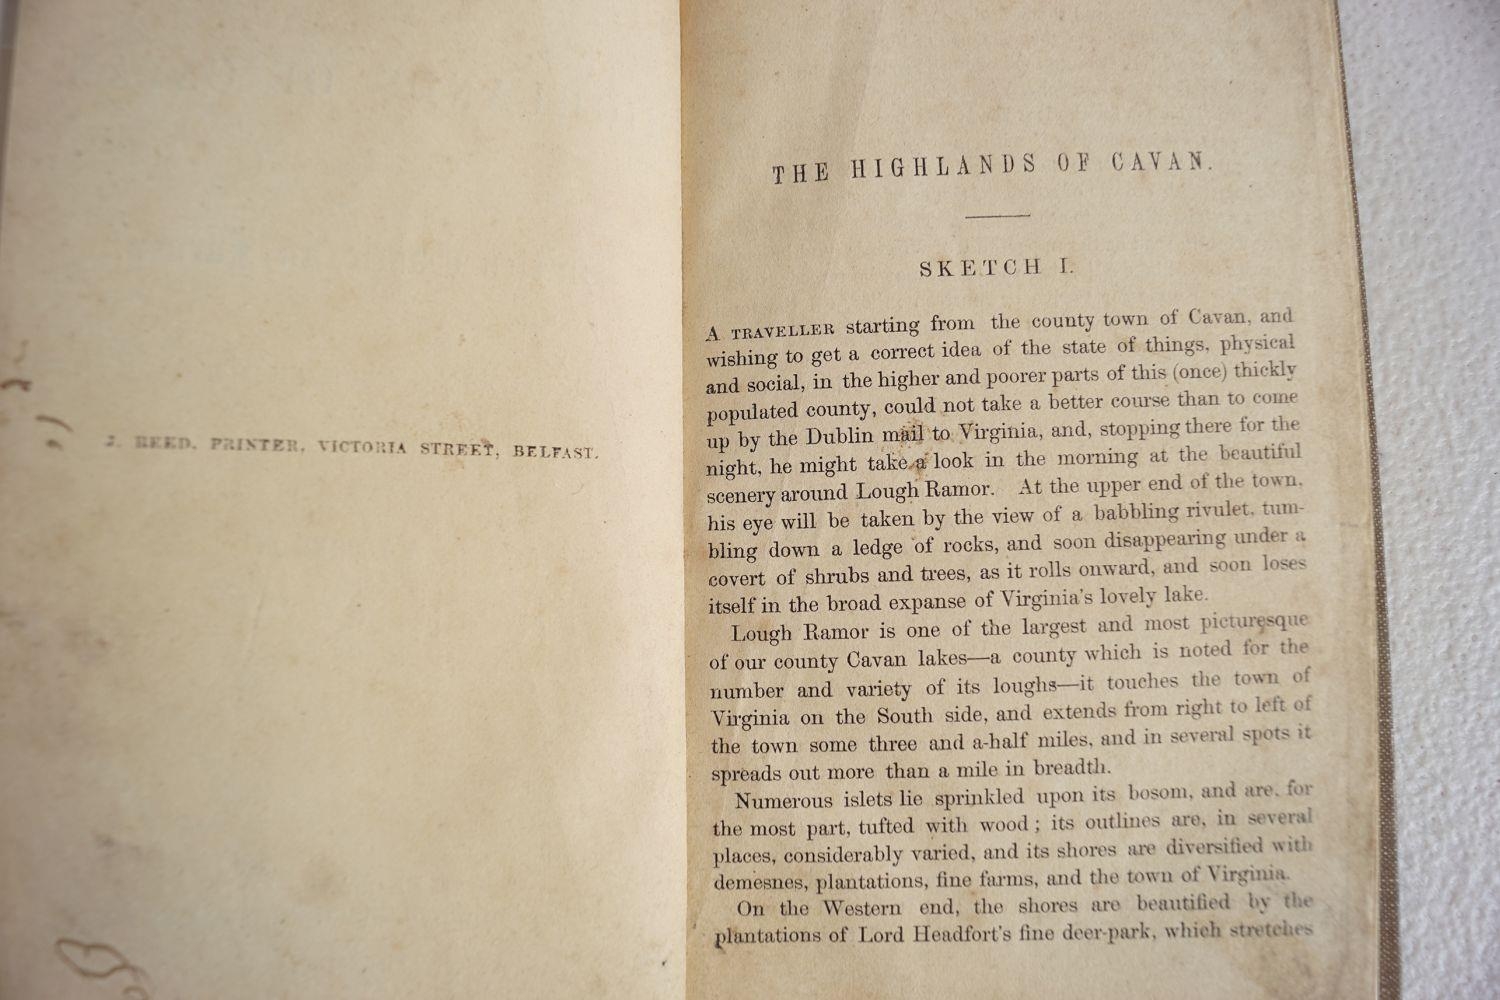 J. REED, PRINTER, VICTORIA STREET, BELFAST.
THE HIGHLANDS OF CAVAN.
SKETCH I.
A TRAVELLER starting from the county town of Cavan, and
wishing to get a correct idea of the state of things, physical
and social, in the higher and poorer parts of this (once) thickly
populated county, could not take a better course than to come
up by the Dublin mail to Virginia, and, stopping there for the
night, he might take a look in the morning at the beautiful
scenery around Lough Ramor. At the upper end of the town,
his eye will be taken by the view of a babbling rivulet, tum-
bling down a ledge of rocks, and soon disappearing under a
covert of shrubs and trees, as it rolls onward, and soon loses
itself in the broad expanse of Virginia's lovely lake.
Lough Ramor is one of the largest and most picturesque
of our county Cavan lakes—a county which is noted for the
number and variety of its loughs—it touches the town of
Virginia on the South side, and extends from right to left of
the town some three and a-half miles, and in several spots it
spreads out more than a mile in breadth.
Numerous islets lie sprinkled upon its bosom, and are, for
the most part, tufted with wood; its outlines are, in several
places, considerably varied, and its shores are diversified with
demesnes, plantations, fine farms, and the town of Virginia.
On the Western end, the shores are beautified by the
plantations of Lord Headfort's fine deer-park, which stretches